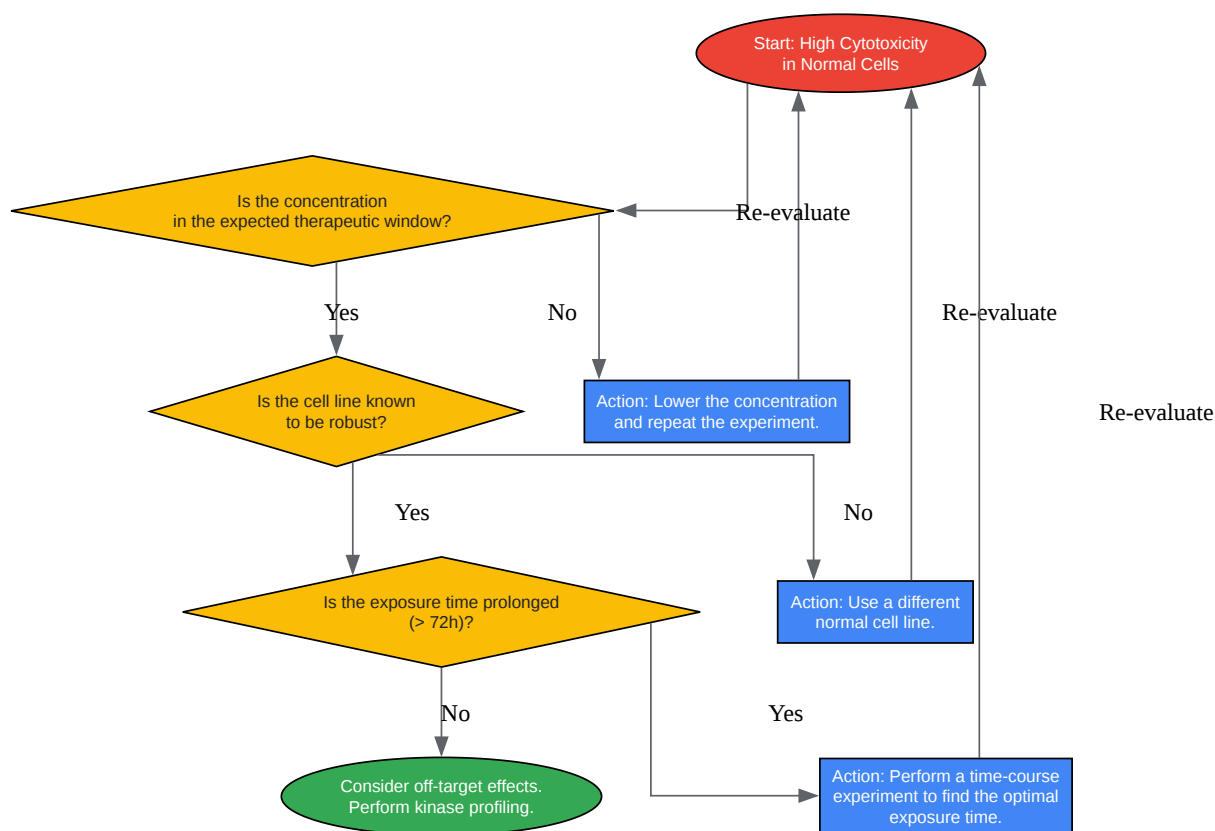 Start: High Cytotoxicity
in Normal Cells
Is the concentration
in the expected therapeutic window?
Re-evaluate
Yes
No
Re-evaluate
Is the cell line known
to be robust?
Action: Lower the concentration
and repeat the experiment.
Re-evaluate
Yes
No
Is the exposure time prolonged
(> 72h)?
Action: Use a different
normal cell line.
No
Yes
Consider off-target effects.
Perform kinase profiling.
Action: Perform a time-course
experiment to find the optimal
exposure time.